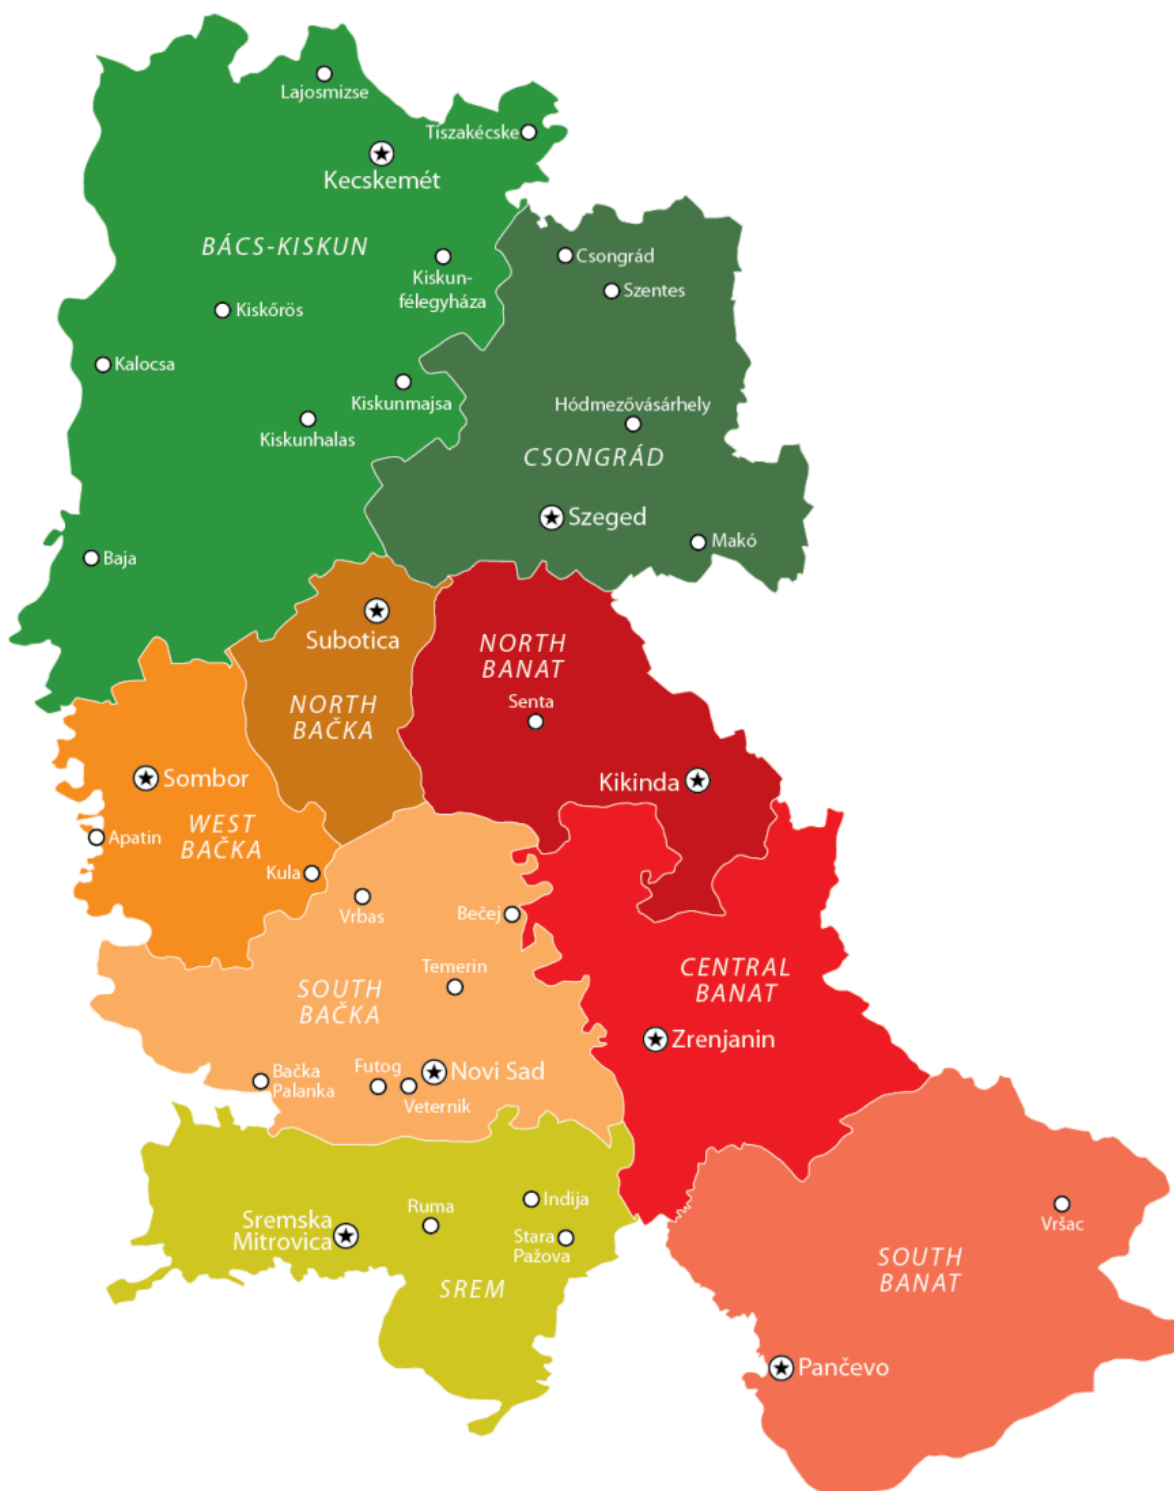 Lajosmizse
Tiszakécske
Kecskemét
BÁCS-KISKUN
Kiskun-
félegyháza
Csongrád
Szentes
Kiskőrös
Kalocsa
Kiskunmajsa
Hódmezővásárhely
Kiskunhalas
CSONGRÁD
Szeged
Makó
Baja
Subotica
NORTH
BANAT
Senta
NORTH
BAČKA
Sombor
Kikinda
WEST
BAČKA
Apatin
Kula
Vrbas
Bečej
Temerin
CENTRAL
BANAT
SOUTH
BAČKA
Zrenjanin
Bačka
Palanka
Futog
Novi Sad
Veternik
Indija
Ruma
Sremska
Mitrovica
Stara
Pažova
Vršac
SREM
SOUTH
BANAT
Pančevo